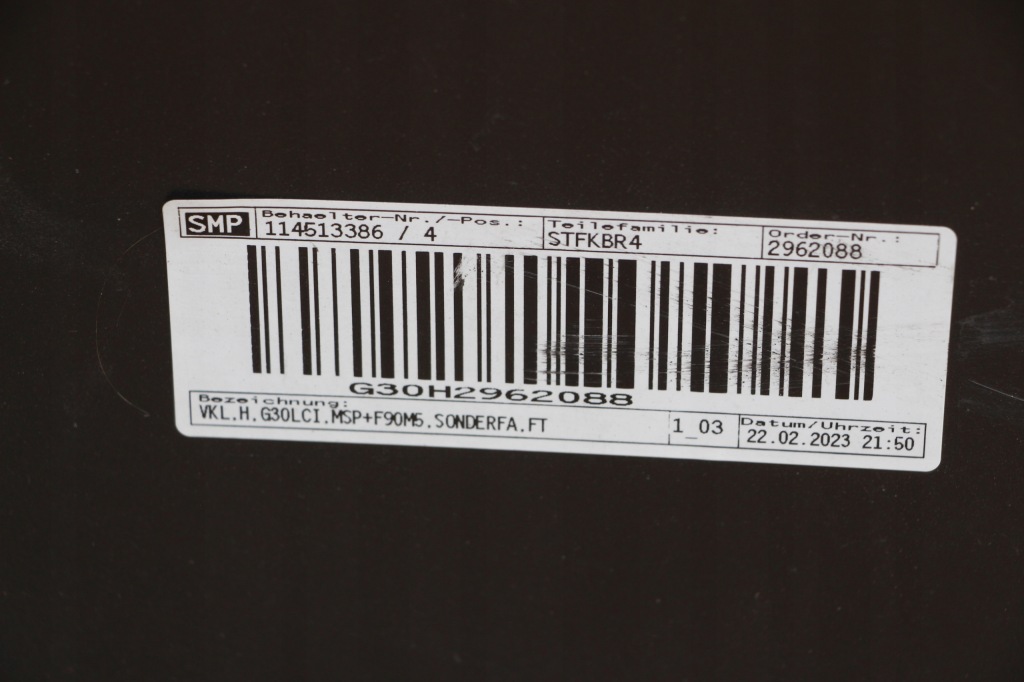 SMP Behaelter-Nr./-Pos.: Teilefamilie: Order-Nr.:
114513386 / 4 STFKBR4 2962088
G30H2962088
Bezeichnung: Datum/Uhrzeit:
VKL.H.G30LCI.MSP+F90M5.SONDERFA.FT 1_03 22.02.2023 21:50